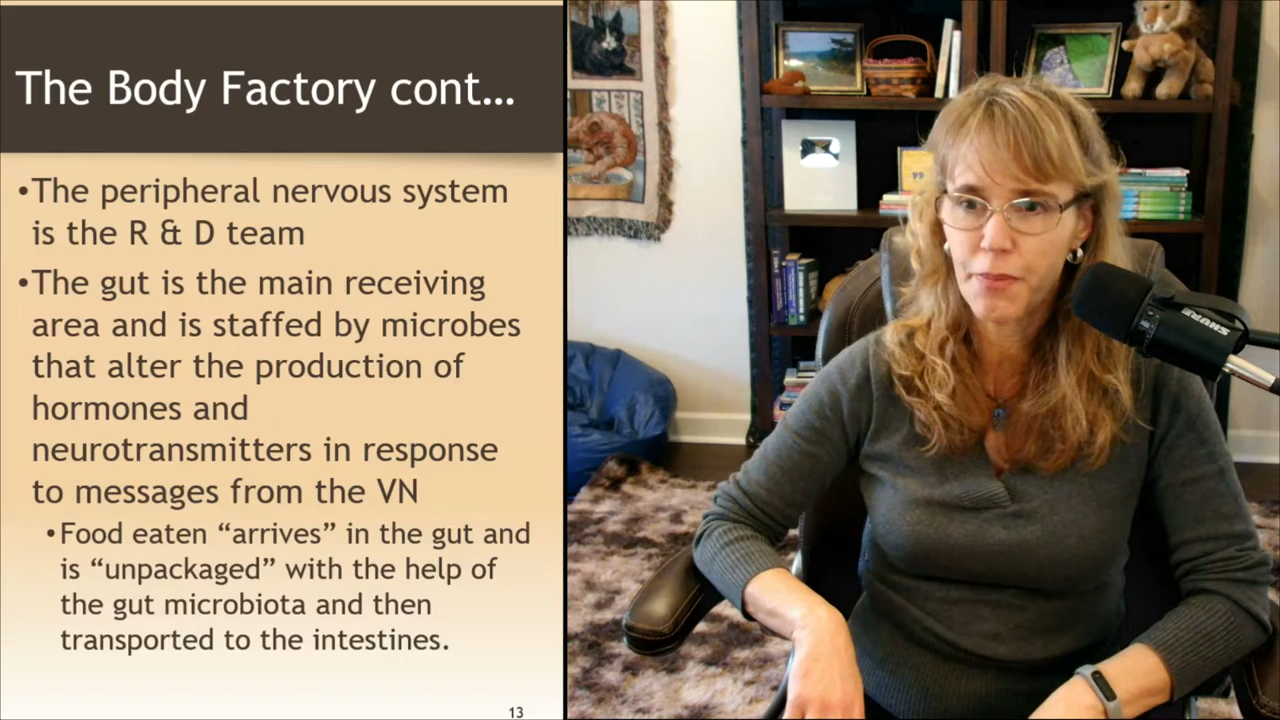 The Body Factory cont...
•The peripheral nervous system
is the R & D team
•The gut is the main receiving
area and is staffed by microbes
that alter the production of
hormones and
neurotransmitters in response
to messages from the VN
•Food eaten “arrives” in the gut and
is “unpackaged” with the help of
the gut microbiota and then
transported to the intestines.
13
SHURE